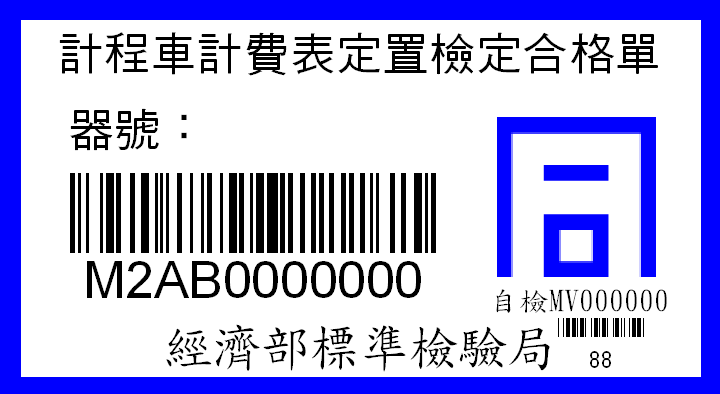 計程車計費表定置檢定合格單
器號：
M2AB0000000
同
自檢MV000000
經濟部標準檢驗局
88